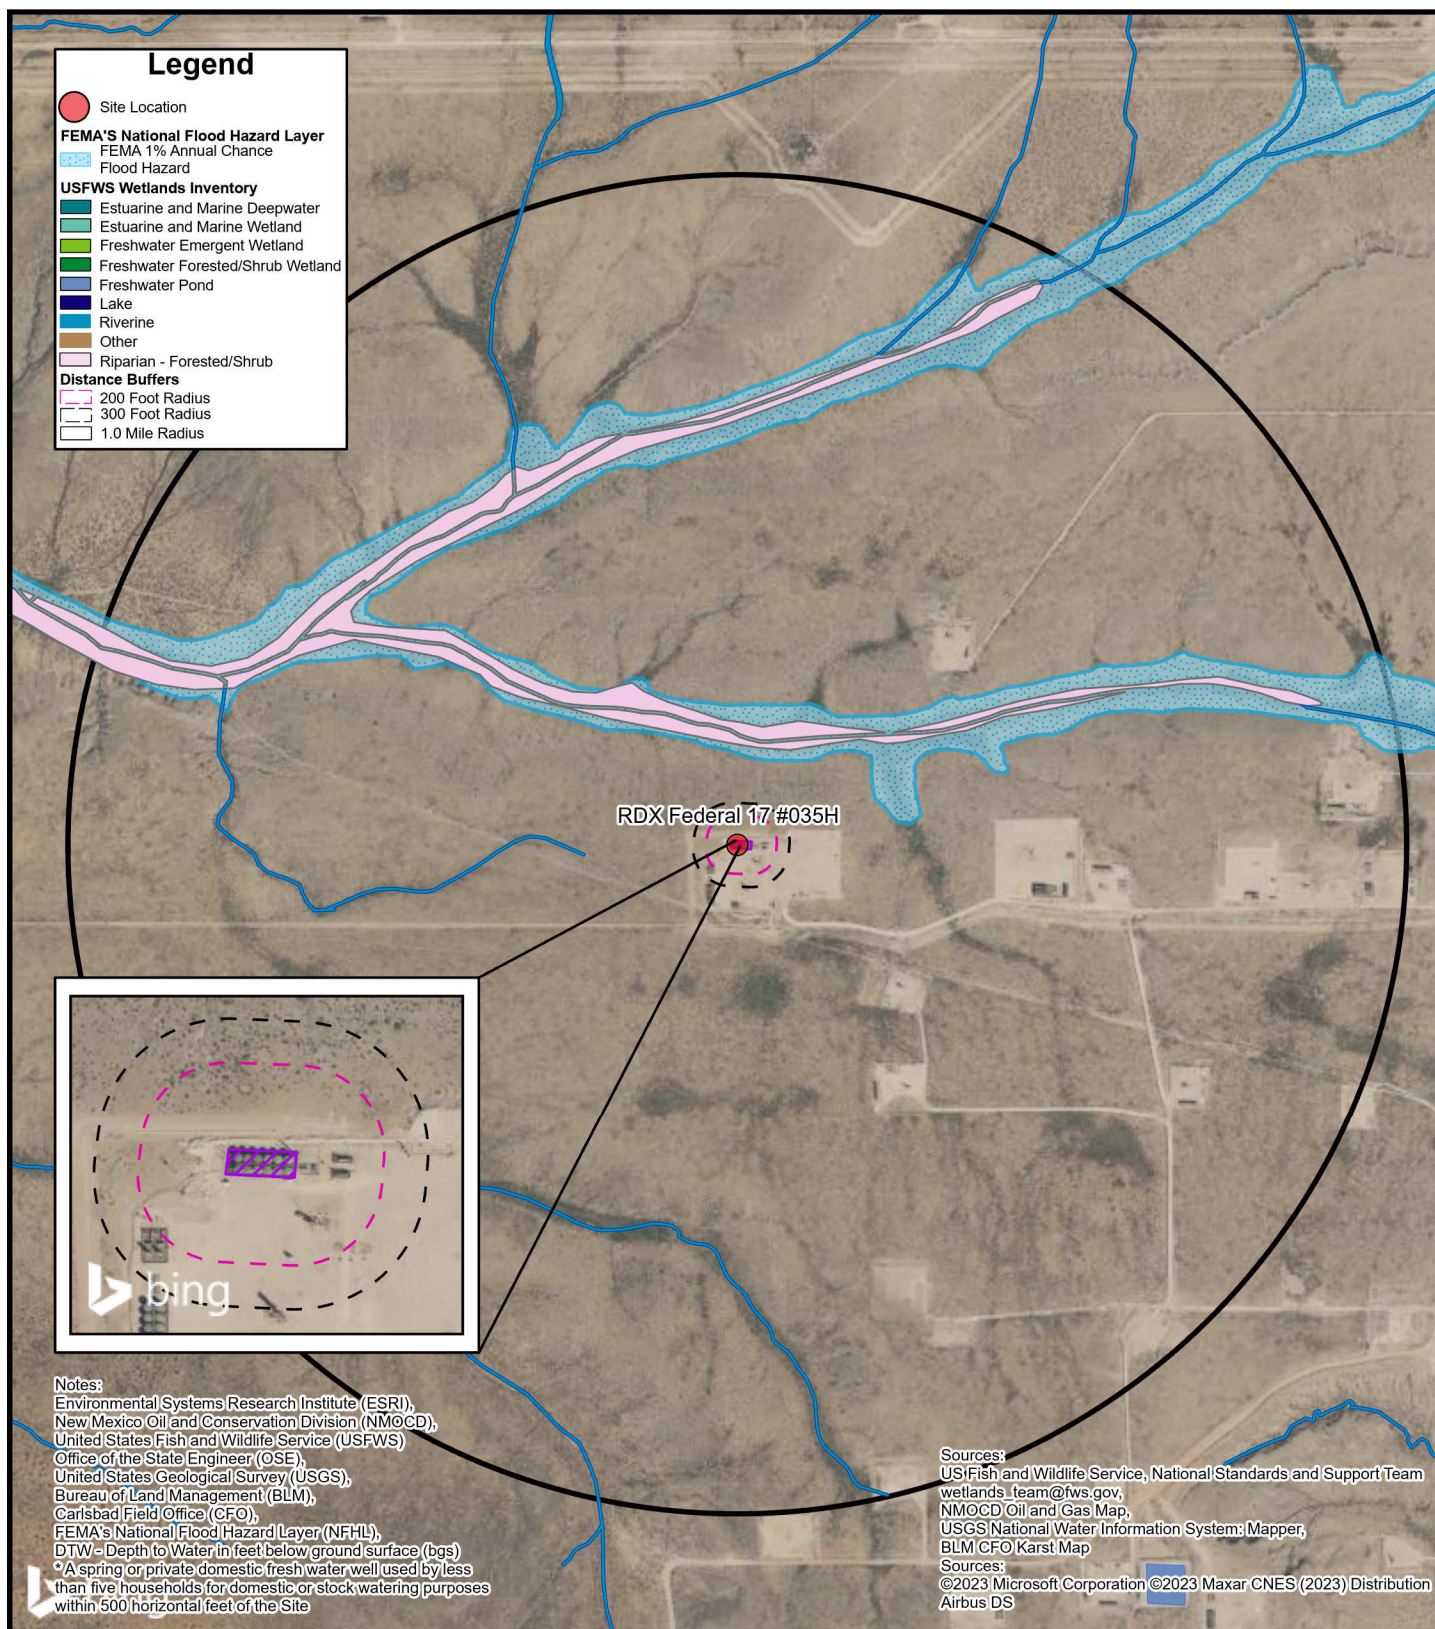 Legend
Site Location
FEMA'S National Flood Hazard Layer
FEMA 1% Annual Chance
Flood Hazard
USFWS Wetlands Inventory
Estuarine and Marine Deepwater
Estuarine and Marine Wetland
Freshwater Emergent Wetland
Freshwater Forested/Shrub Wetland
Freshwater Pond
Lake
Riverine
Other
Riparian - Forested/Shrub
Distance Buffers
200 Foot Radius
300 Foot Radius
1.0 Mile Radius
RDX Federal 17 #035H
bing
Notes:
Environmental Systems Research Institute (ESRI),
New Mexico Oil and Conservation Division (NMOCD),
United States Fish and Wildlife Service (USFWS)
Office of the State Engineer (OSE),
United States Geological Survey (USGS),
Bureau of Land Management (BLM),
Carlsbad Field Office (CFO),
FEMA's National Flood Hazard Layer (NFHL),
DTW - Depth to Water in feet below ground surface (bgs)
* A spring or private domestic fresh water well used by less
than five households for domestic or stock watering purposes
within 500 horizontal feet of the Site
Sources:
US Fish and Wildlife Service, National Standards and Support Team
wetlands_team@fws.gov,
NMOCD Oil and Gas Map,
USGS National Water Information System: Mapper,
BLM CFO Karst Map
Sources:
©2023 Microsoft Corporation ©2023 Maxar CNES (2023) Distribution
Airbus DS